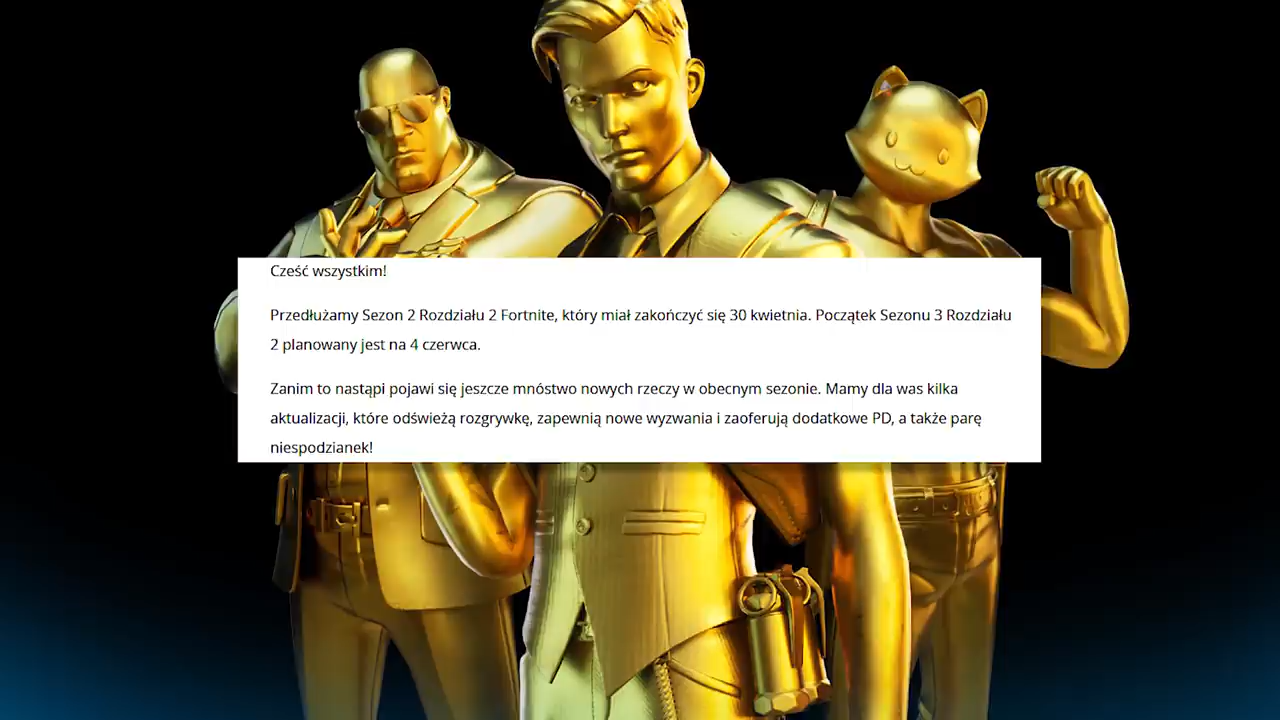 Cześć wszystkim!
Przedłużamy Sezon 2 Rozdziału 2 Fortnite, który miał zakończyć się 30 kwietnia. Początek Sezonu 3 Rozdziału
2 planowany jest na 4 czerwca.
Zanim to nastąpi pojawi się jeszcze mnóstwo nowych rzeczy w obecnym sezonie. Mamy dla was kilka
aktualizacji, które odświeżą rozgrywkę, zapewnią nowe wyzwania i zaoferują dodatkowe PD, a także parę
niespodzianek!